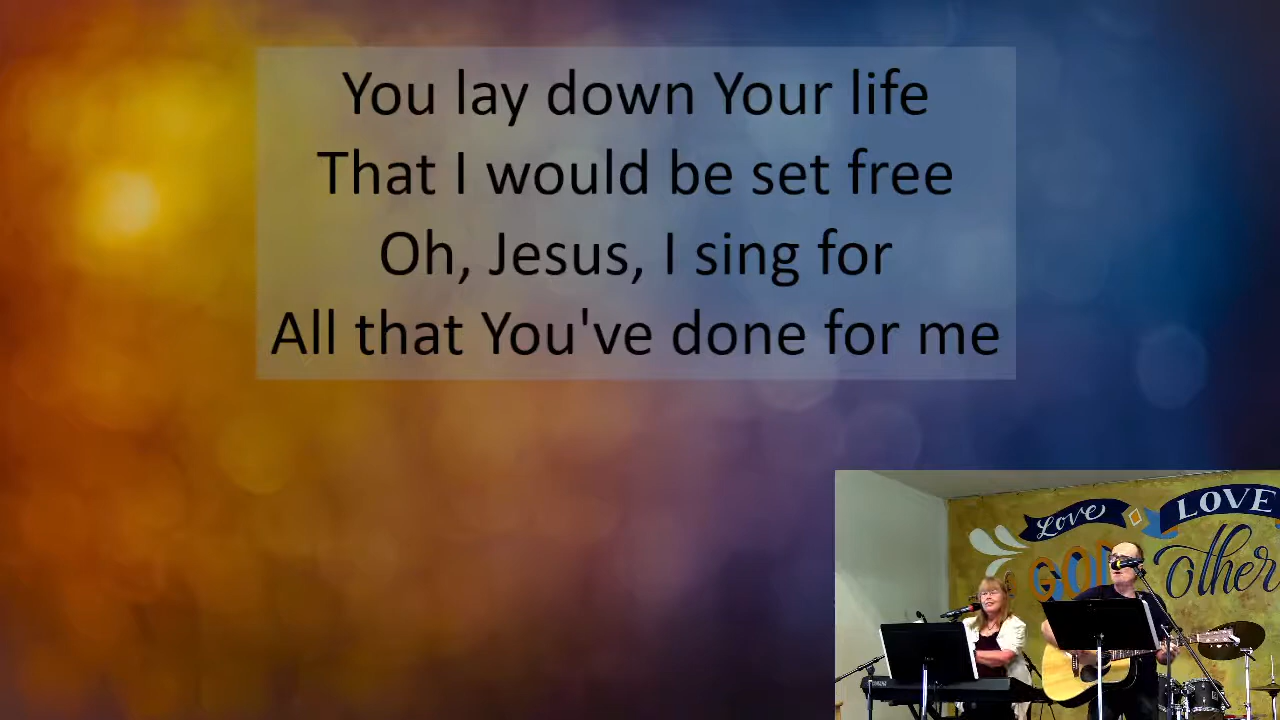 You lay down Your life
That I would be set free
Oh, Jesus, I sing for
All that You've done for me
Love LOVE
GOD Other